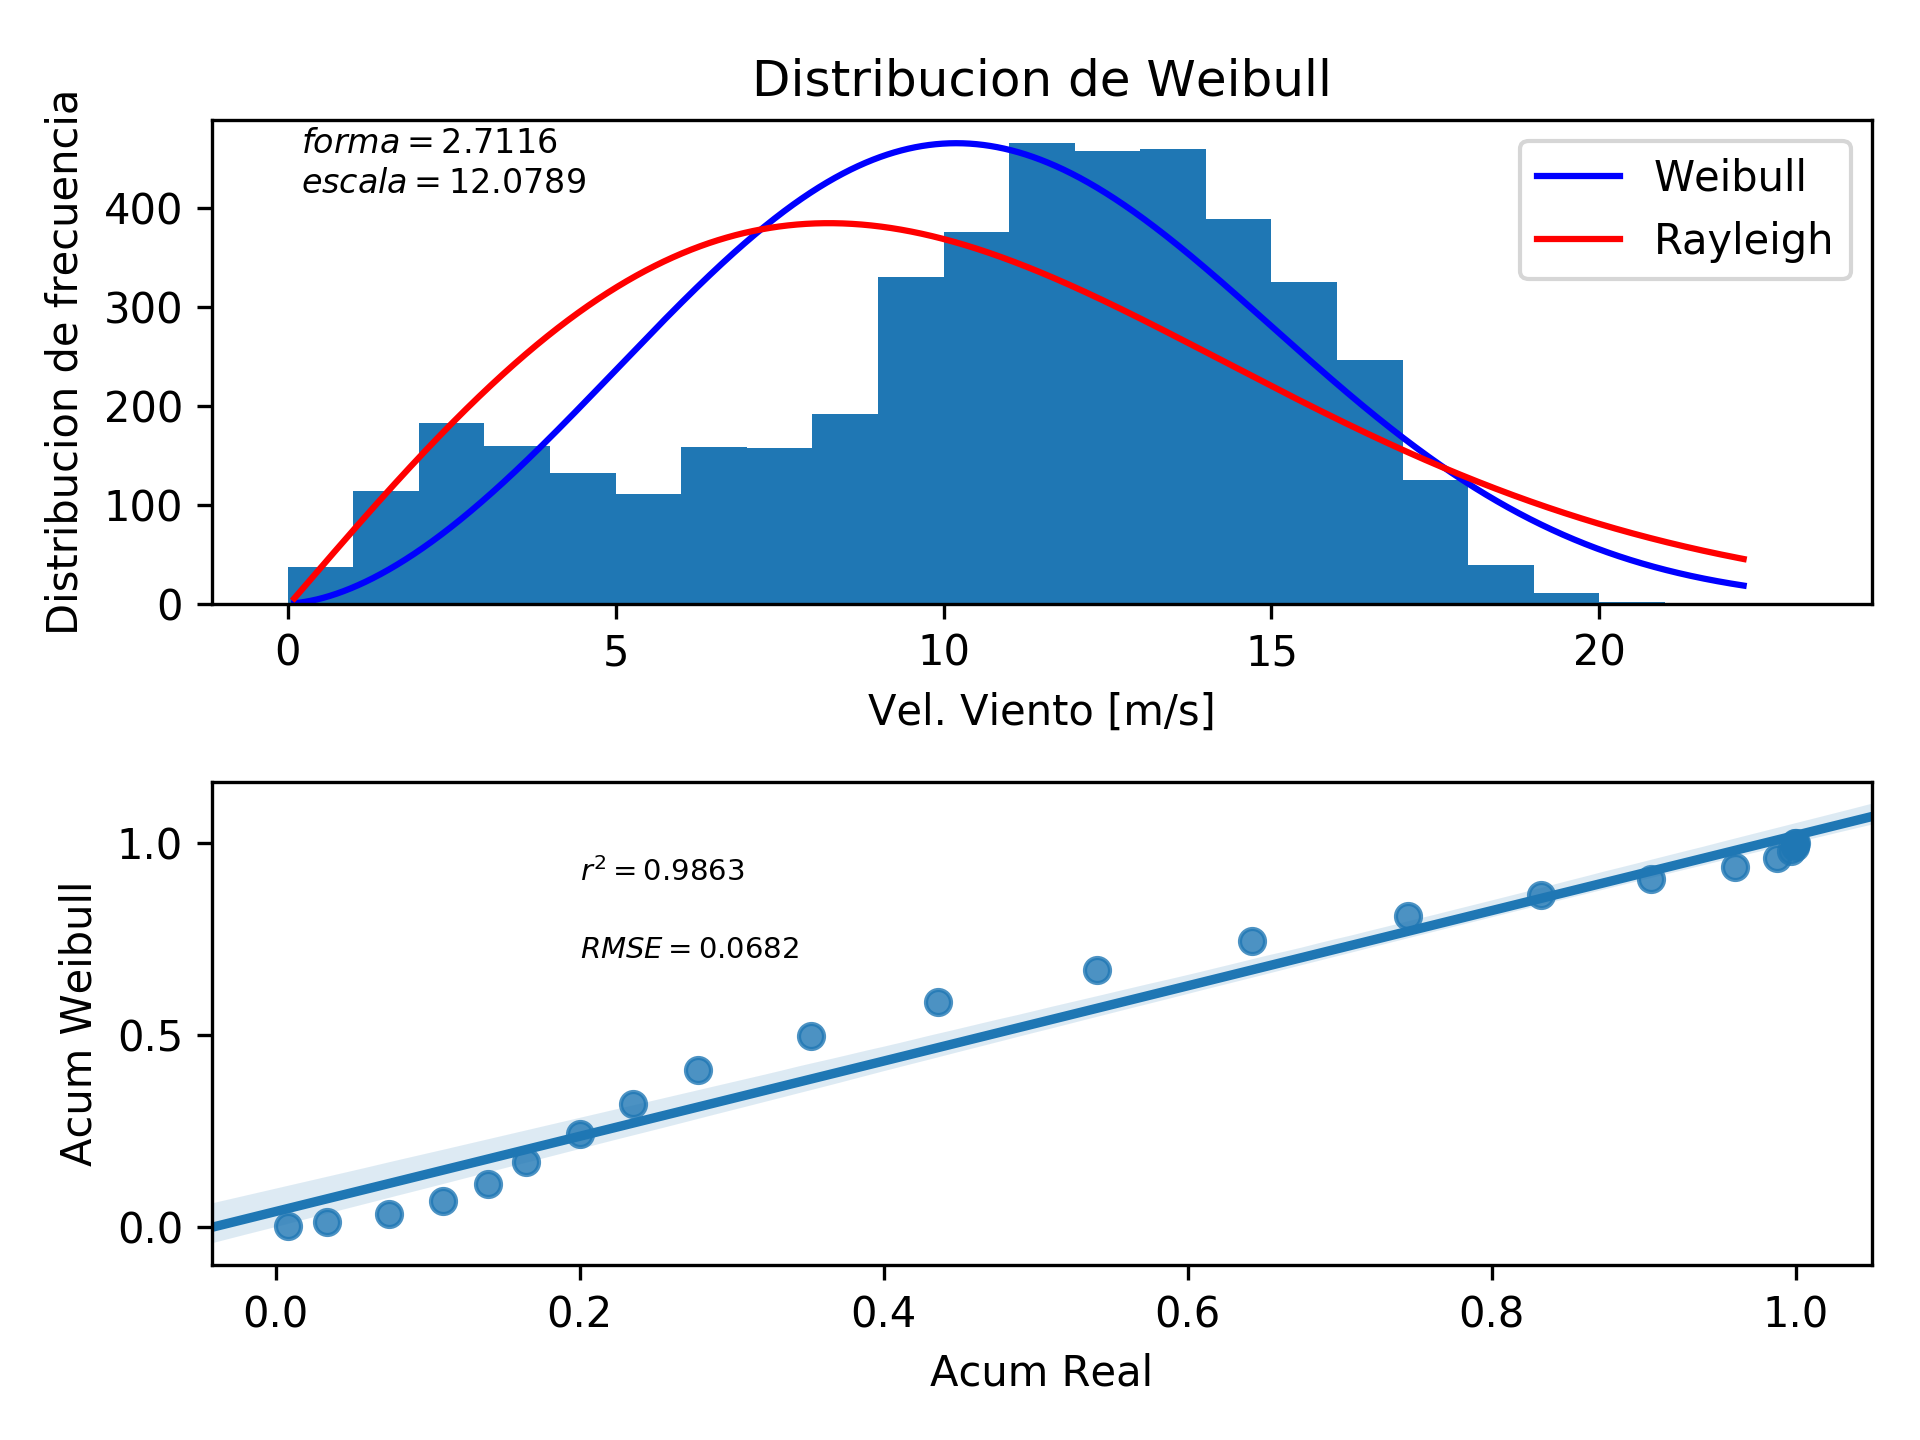 Distribucion de Weibull
forma = 2.7116
escala = 12.0789
Weibull
Rayleigh
Distribucion de frecuencia
400
300
200
100
0
0 5 10 15 20
Vel. Viento [m/s]
r² = 0.9863
RMSE = 0.0682
Acum Weibull
1.0
0.5
0.0
0.0 0.2 0.4 0.6 0.8 1.0
Acum Real